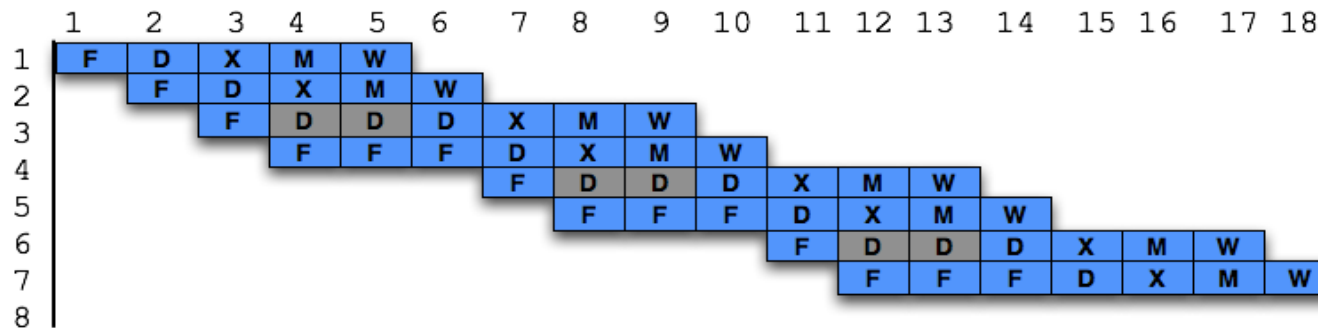 1 2 3 4 5 6 7 8 9 10 11 12 13 14 15 16 17 18
1 F D X M W
2 F D X M W
3 F D D D X M W
4 F F F D X M W
5 F D D D X M W
6 F F F D X M W
7 F D D D X M W
8 F F F D X M W